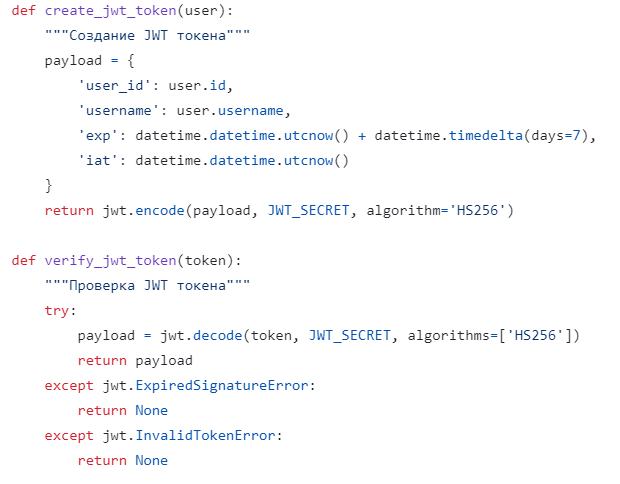 def create_jwt_token(user):
    """Создание JWT токена"""
    payload = {
        'user_id': user.id,
        'username': user.username,
        'exp': datetime.datetime.utcnow() + datetime.timedelta(days=7),
        'iat': datetime.datetime.utcnow()
    }
    return jwt.encode(payload, JWT_SECRET, algorithm='HS256')

def verify_jwt_token(token):
    """Проверка JWT токена"""
    try:
        payload = jwt.decode(token, JWT_SECRET, algorithms=['HS256'])
        return payload
    except jwt.ExpiredSignatureError:
        return None
    except jwt.InvalidTokenError:
        return None